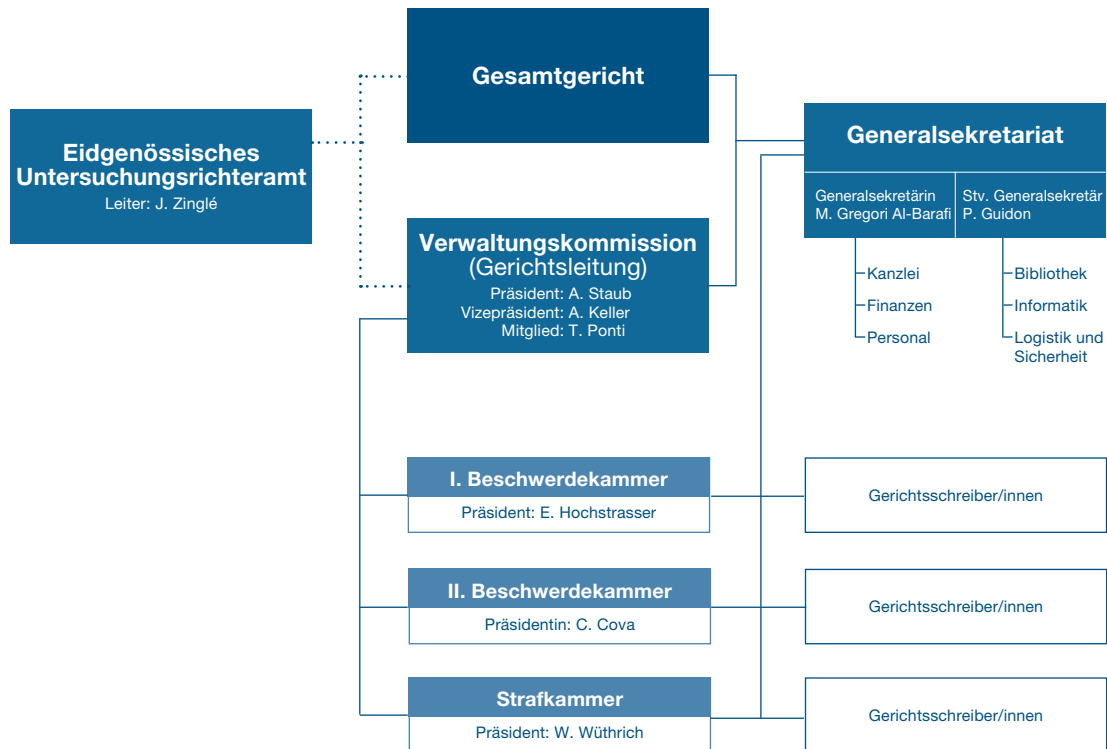 Gesamtgericht
Eidgenössisches
Untersuchungsrichteramt
Leiter: J. Zinglé
Generalsekretariat
Generalsekretärin
M. Gregori Al-Barafi
Stv. Generalsekretär
P. Guidon
Kanzlei
Finanzen
Personal
Bibliothek
Informatik
Logistik und
Sicherheit
Verwaltungskommission
(Gerichtsleitung)
Präsident: A. Staub
Vizepräsident: A. Keller
Mitglied: T. Ponti
I. Beschwerdekammer
Präsident: E. Hochstrasser
Gerichtsschreiber/innen
II. Beschwerdekammer
Präsidentin: C. Cova
Gerichtsschreiber/innen
Strafkammer
Präsident: W. Wüthrich
Gerichtsschreiber/innen